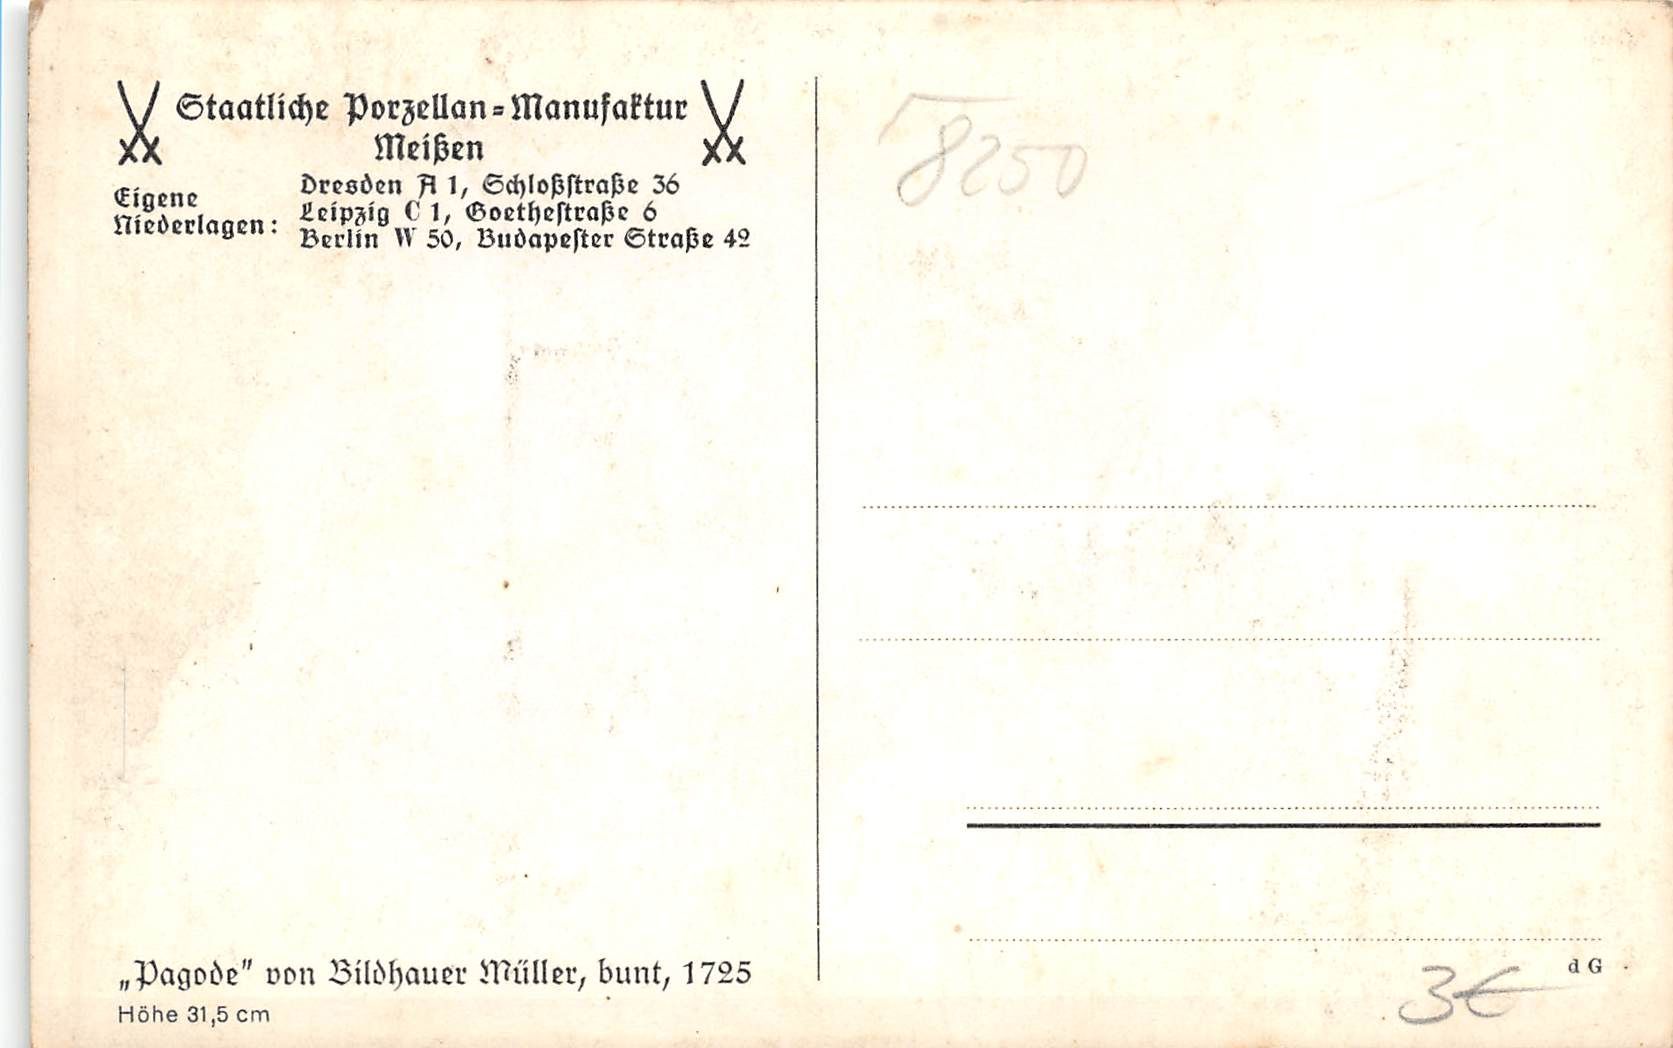 Staatliche Porzellan=Manufaktur
Meißen
Eigene
Niederlagen:
Dresden A 1, Schloßstraße 36
Leipzig C 1, Goethestraße 6
Berlin W 50, Budapester Straße 42
8250
„Pagode" von Bildhauer Müller, bunt, 1725
Höhe 31,5 cm
d G
3€